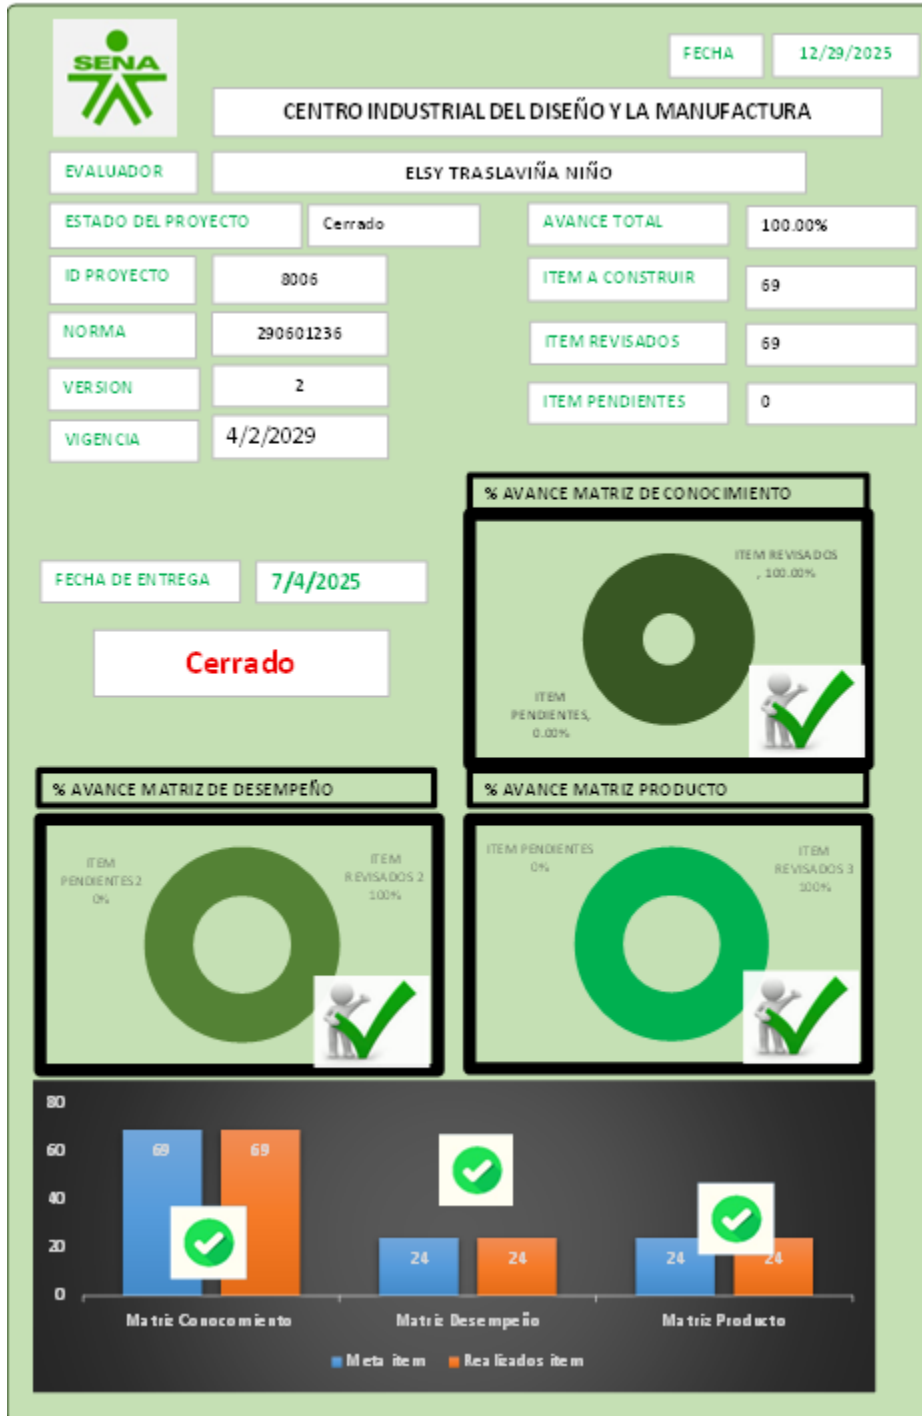 SENA
FECHA 12/29/2025
CENTRO INDUSTRIAL DEL DISEÑO Y LA MANUFACTURA
EVALUADOR ELSY TRASLAVIÑA NIÑO
ESTADO DEL PROYECTO Cerrado
AVANCE TOTAL 100.00%
ID PROYECTO 8006
ITEM A CONSTRUIR 69
NORMA 290601236
ITEM REVISADOS 69
VERSION 2
ITEM PENDIENTES 0
VIGENCIA 4/2/2029
% AVANCE MATRIZ DE CONOCIMIENTO
ITEM REVISADOS
, 100.00%
ITEM
PENDIENTES,
0.00%
FECHA DE ENTREGA 7/4/2025
Cerrado
% AVANCE MATRIZ DE DESEMPEÑO
ITEM
PENDIENTES 2
0%
ITEM
REVISADOS 2
100%
% AVANCE MATRIZ PRODUCTO
ITEM PENDIENTES
0%
ITEM
REVISADOS 3
100%
80
60
40
20
0
69 69
24 24
24 24
Matriz Conocomiento Matriz Desempeño Matriz Producto
Meta item Realizados item